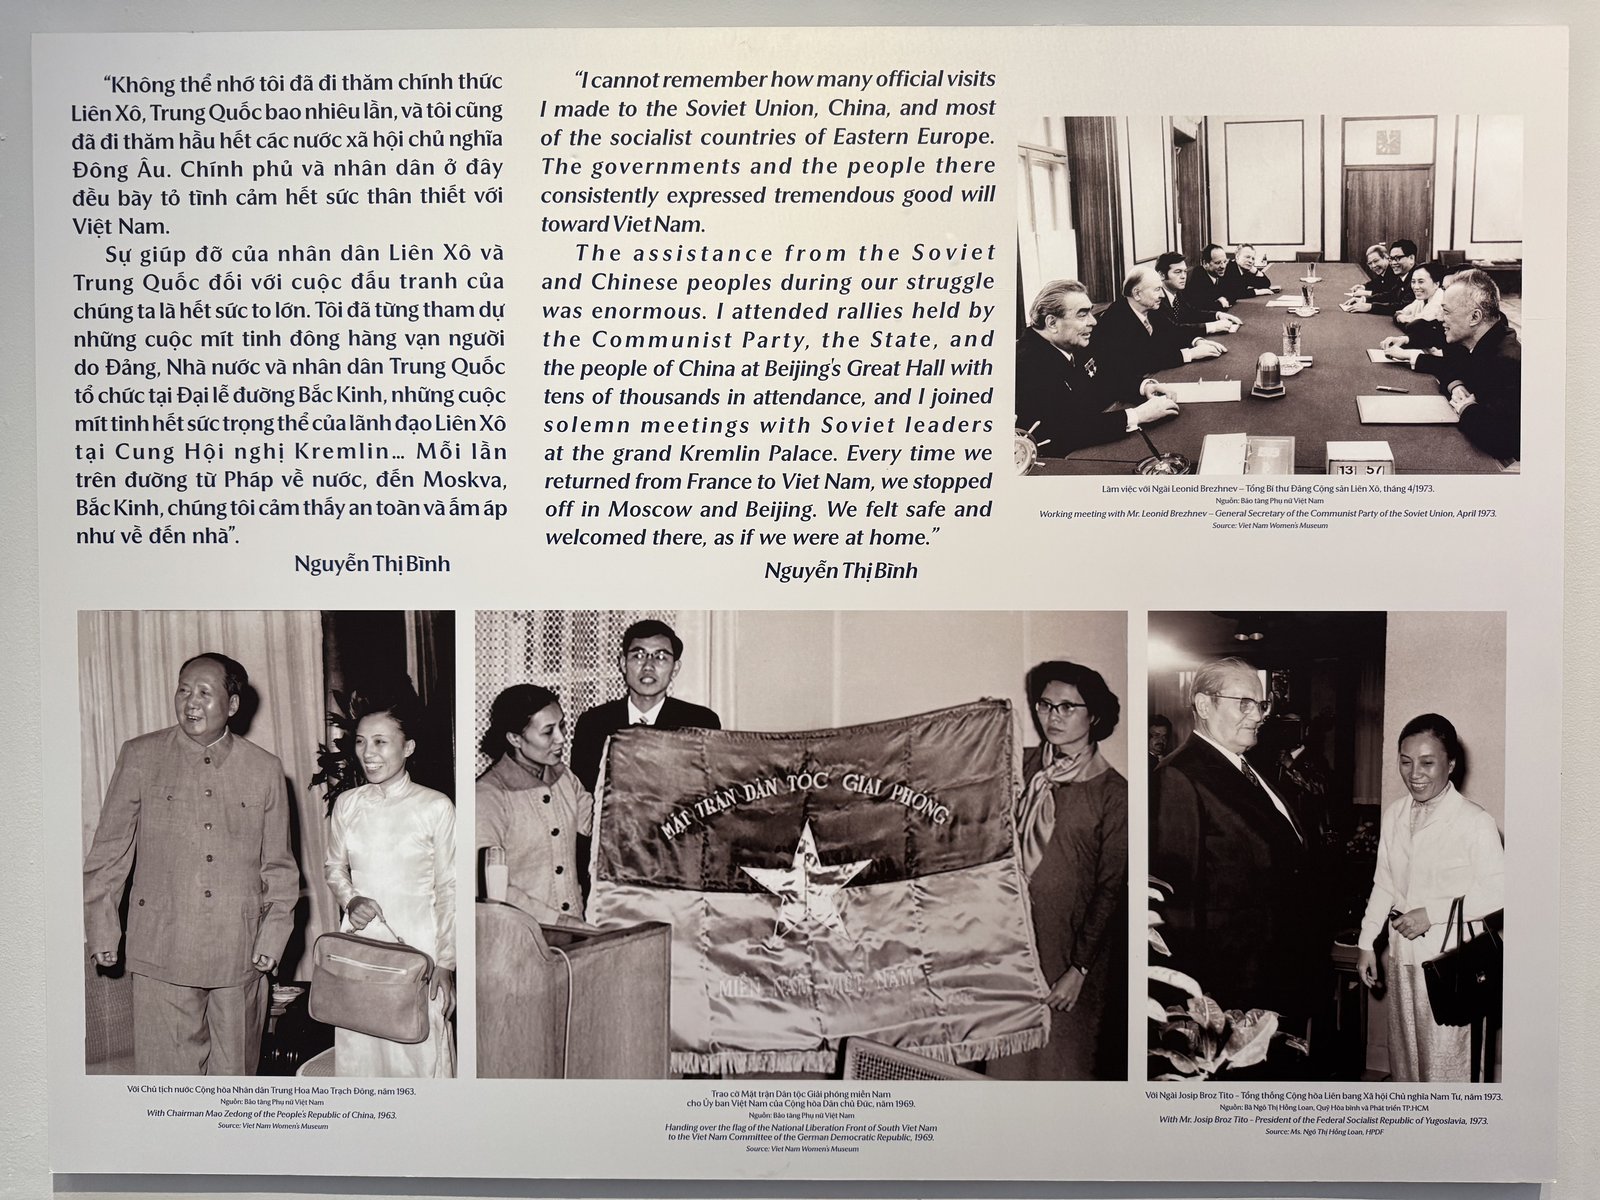 “Không thể nhớ tôi đã đi thăm chính thức
Liên Xô, Trung Quốc bao nhiêu lần, và tôi cũng
đã đi thăm hầu hết các nước xã hội chủ nghĩa
Đông Âu. Chính phủ và nhân dân ở đây
đều bày tỏ tình cảm hết sức thân thiết với
Việt Nam.
Sự giúp đỡ của nhân dân Liên Xô và
Trung Quốc đối với cuộc đấu tranh của
chúng ta là hết sức to lớn. Tôi đã từng tham dự
những cuộc mít tinh đông hàng vạn người
do Đảng, Nhà nước và nhân dân Trung Quốc
tổ chức tại Đại lễ đường Bắc Kinh, những cuộc
mít tinh hết sức trọng thể của lãnh đạo Liên Xô
tại Cung Hội nghị Kremlin... Mỗi lần
trên đường từ Pháp về nước, đến Moskva,
Bắc Kinh, chúng tôi cảm thấy an toàn và ấm áp
như về đến nhà”.
Nguyễn Thị Bình
“I cannot remember how many official visits
I made to the Soviet Union, China, and most
of the socialist countries of Eastern Europe.
The governments and the people there
consistently expressed tremendous good will
toward Viet Nam.
The assistance from the Soviet
and Chinese peoples during our struggle
was enormous. I attended rallies held by
the Communist Party, the State, and
the people of China at Beijing's Great Hall with
tens of thousands in attendance, and I joined
solemn meetings with Soviet leaders
at the grand Kremlin Palace. Every time we
returned from France to Viet Nam, we stopped
off in Moscow and Beijing. We felt safe and
welcomed there, as if we were at home.”
Nguyễn Thị Bình
13 57
Làm việc với Ngài Leonid Brezhnev – Tổng Bí thư Đảng Cộng sản Liên Xô, tháng 4/1973.
Nguồn: Bảo tàng Phụ nữ Việt Nam
Working meeting with Mr. Leonid Brezhnev – General Secretary of the Communist Party of the Soviet Union, April 1973.
Source: Viet Nam Women's Museum
Với Chủ tịch nước Cộng hòa Nhân dân Trung Hoa Mao Trạch Đông, năm 1963.
Nguồn: Bảo tàng Phụ nữ Việt Nam
With Chairman Mao Zedong of the People's Republic of China, 1963.
Source: Viet Nam Women's Museum
MẶT TRẬN DÂN TỘC GIẢI PHÓNG
MIỀN NAM VIỆT NAM
Trao cờ Mặt trận Dân tộc Giải phóng miền Nam
cho Ủy ban Việt Nam của Cộng hòa Dân chủ Đức, năm 1969.
Nguồn: Bảo tàng Phụ nữ Việt Nam
Handing over the flag of the National Liberation Front of South Viet Nam
to the Viet Nam Committee of the German Democratic Republic, 1969.
Source: Viet Nam Women's Museum
Với Ngài Josip Broz Tito – Tổng thống Cộng hòa Liên bang Xã hội Chủ nghĩa Nam Tư, năm 1973.
Nguồn: Bà Ngô Thị Hồng Loan, Quỹ Hòa bình và Phát triển TP.HCM
With Mr. Josip Broz Tito – President of the Federal Socialist Republic of Yugoslavia, 1973.
Source: Ms. Ngô Thị Hồng Loan, HPDF